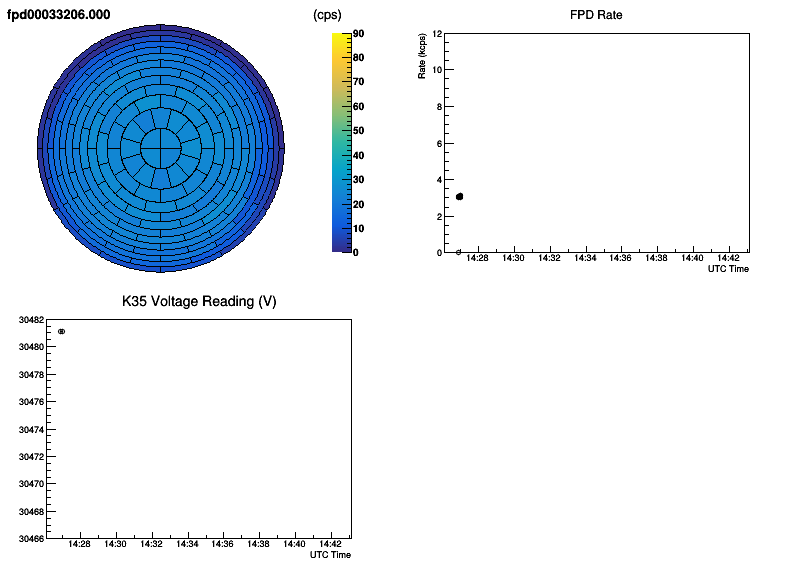 fpd00033206.000
(cps)
90
80
70
60
50
40
30
20
10
0
FPD Rate
Rate (kcps)
12
10
8
6
4
2
0
14:28 14:30 14:32 14:34 14:36 14:38 14:40 14:42
UTC Time
K35 Voltage Reading (V)
30482
30480
30478
30476
30474
30472
30470
30468
30466
14:28 14:30 14:32 14:34 14:36 14:38 14:40 14:42
UTC Time